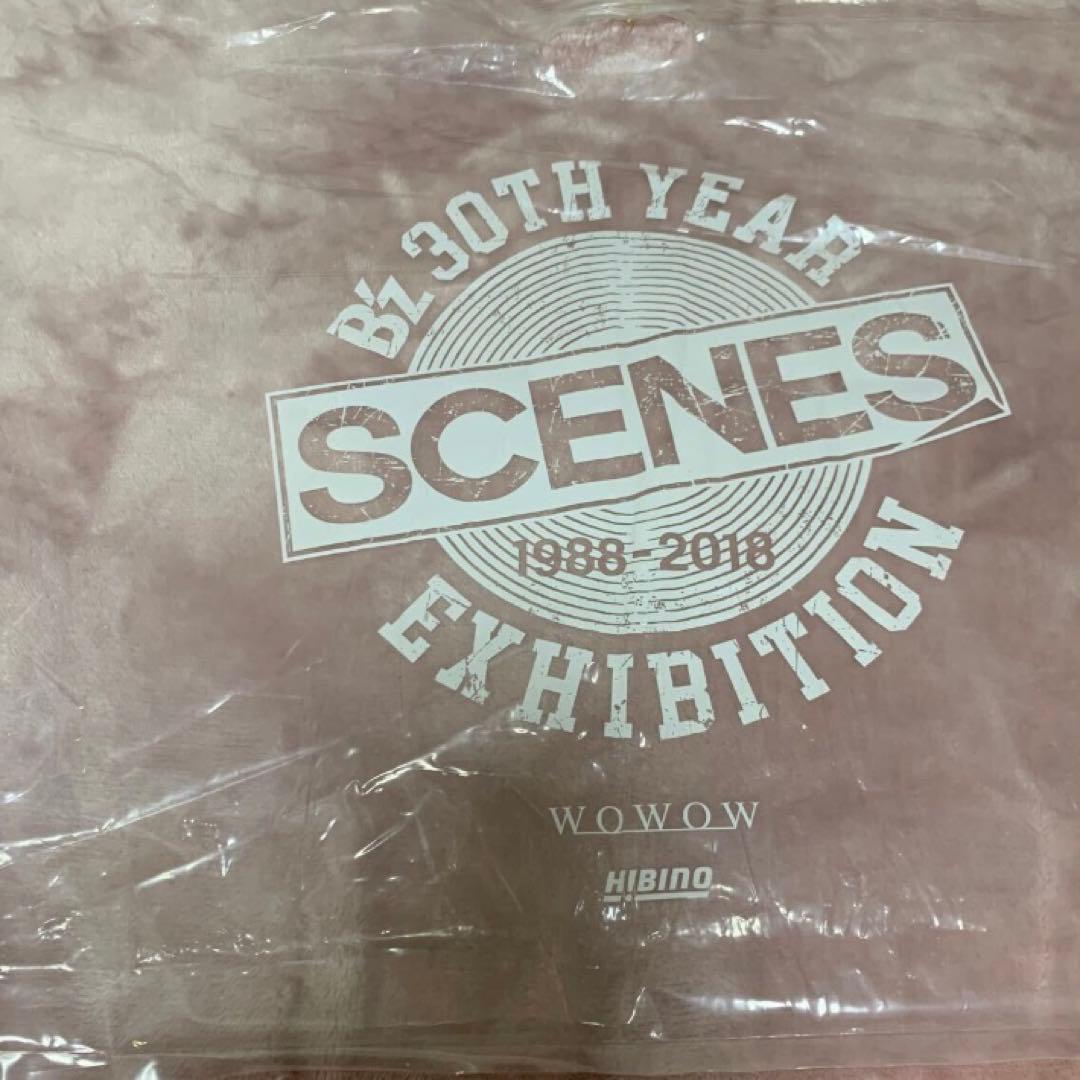 B'z 30TH YEAR
SCENES
1988-2018
EXHIBITION
WOWOW
HIBINO